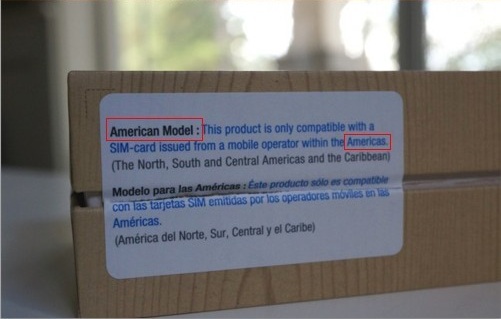 American Model : This product is only compatible with a
SIM-card issued from a mobile operator within the Americas.
(The North, South and Central Americas and the Caribbean)
Modelo para las Américas : Éste producto sólo es compatible
con las tarjetas SIM emitidas por los operadores móviles en las
Américas.
(América del Norte, Sur, Central y el Caribe)